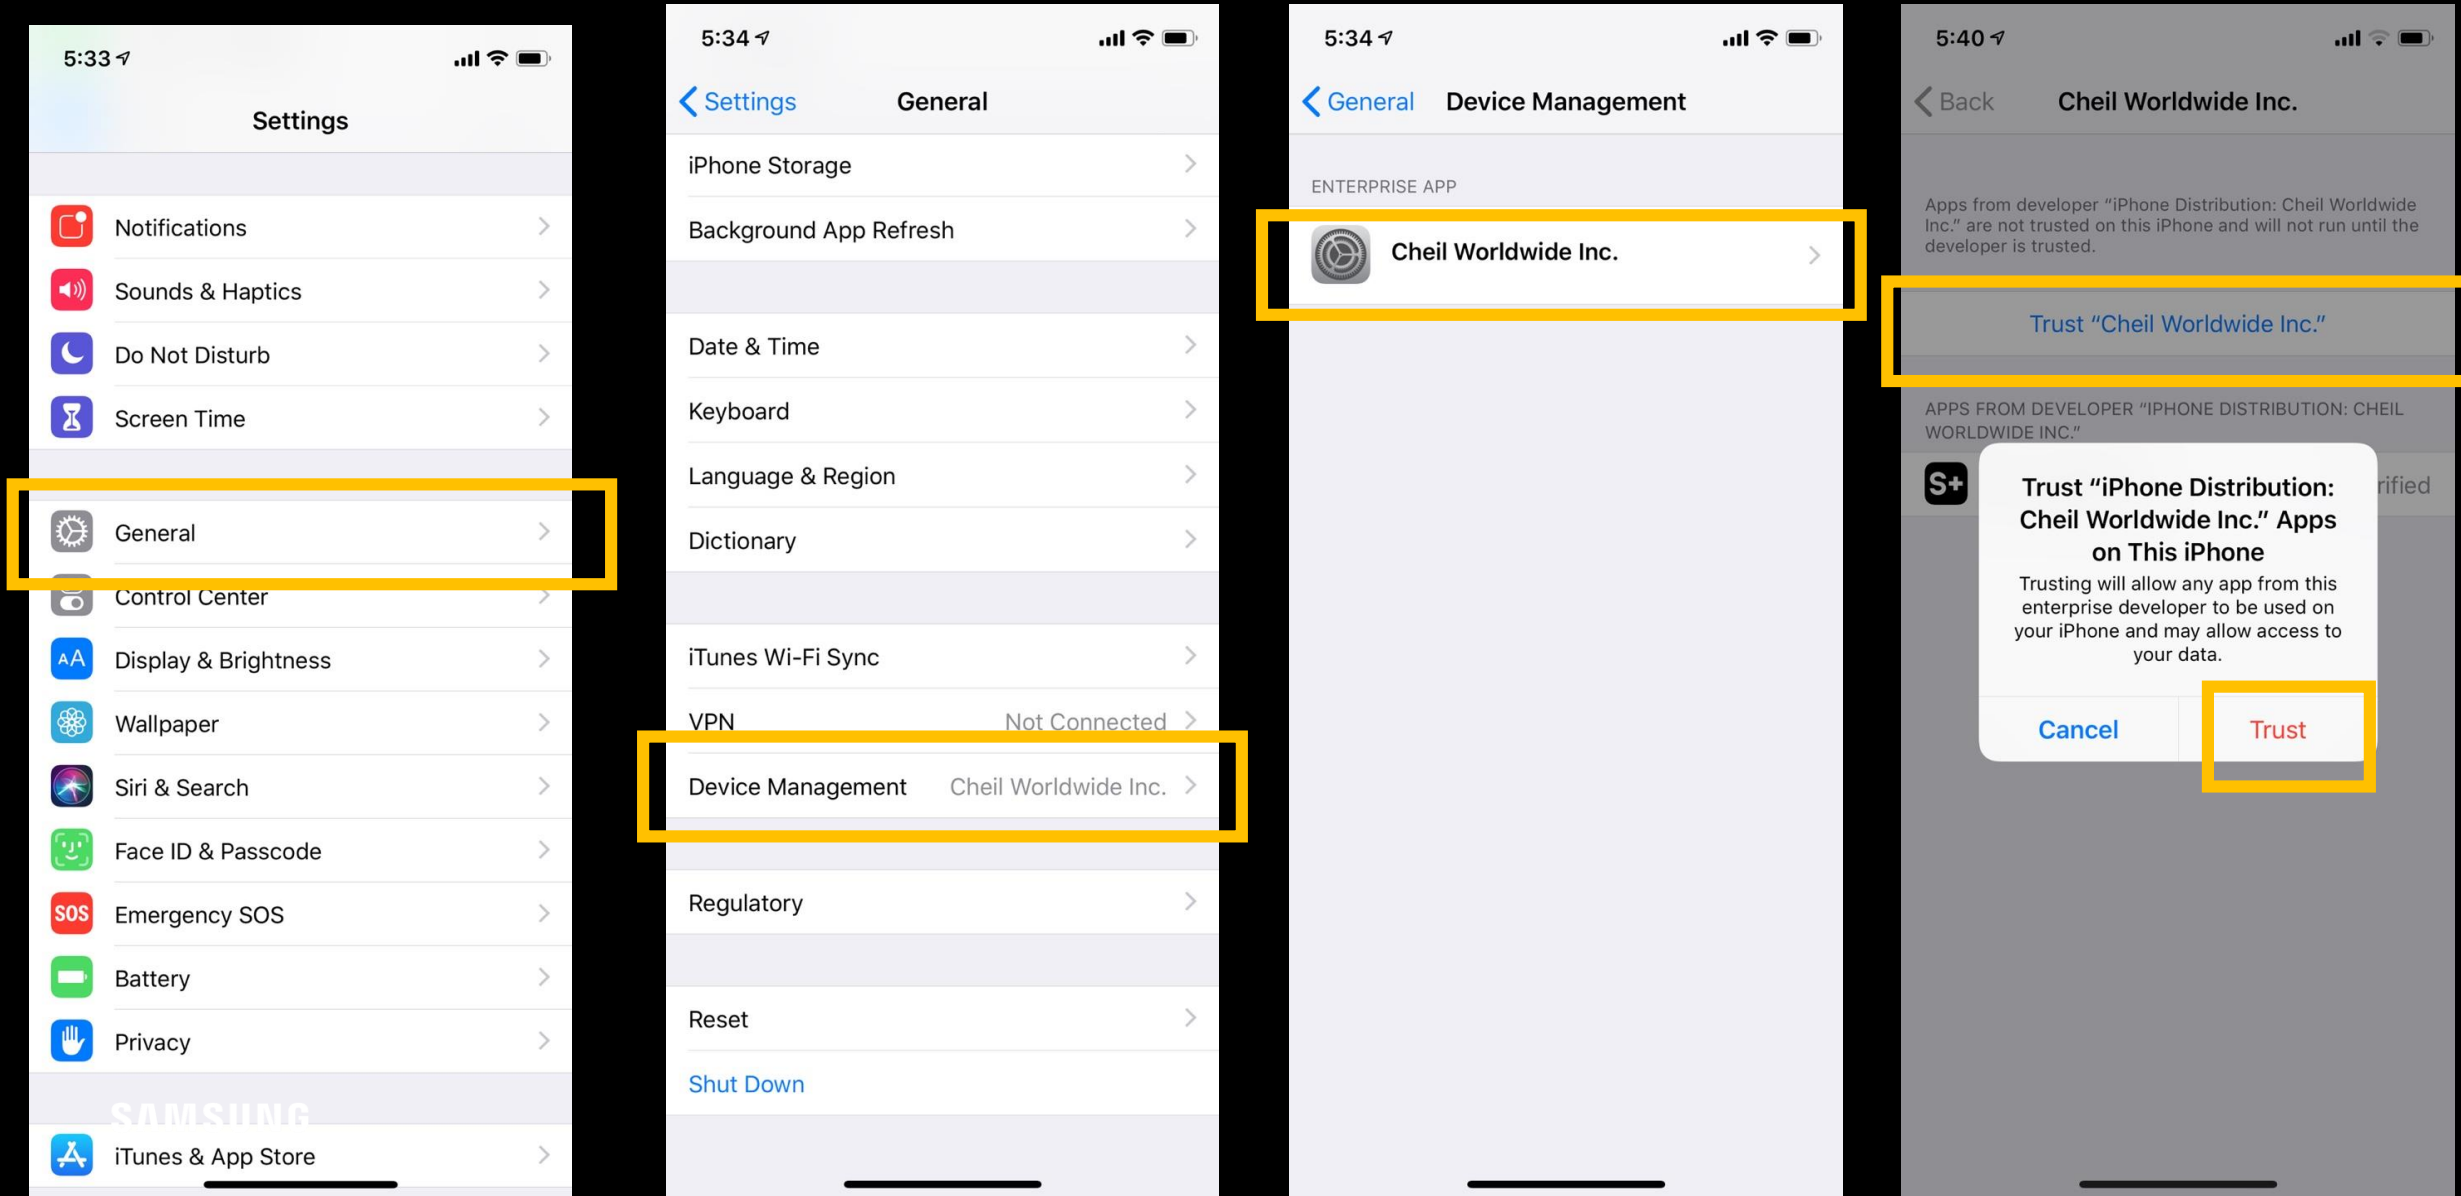 5:33
Settings
Notifications
Sounds & Haptics
Do Not Disturb
Screen Time
General
Control Center
AA
Display & Brightness
Wallpaper
Siri & Search
Face ID & Passcode
SOS
Emergency SOS
Battery
Privacy
SAMSUNG
iTunes & App Store
5:34
Settings
General
iPhone Storage
Background App Refresh
Date & Time
Keyboard
Language & Region
Dictionary
iTunes Wi-Fi Sync
VPN Not Connected
Device Management Cheil Worldwide Inc.
Regulatory
Reset
Shut Down
5:34
General
Device Management
ENTERPRISE APP
Cheil Worldwide Inc.
5:40
Back
Cheil Worldwide Inc.
Apps from developer “iPhone Distribution: Cheil Worldwide
Inc.” are not trusted on this iPhone and will not run until the
developer is trusted.
Trust “Cheil Worldwide Inc.”
APPS FROM DEVELOPER “IPHONE DISTRIBUTION: CHEIL
WORLDWIDE INC.”
S+
rified
Trust “iPhone Distribution:
Cheil Worldwide Inc.” Apps
on This iPhone
Trusting will allow any app from this
enterprise developer to be used on
your iPhone and may allow access to
your data.
Cancel
Trust